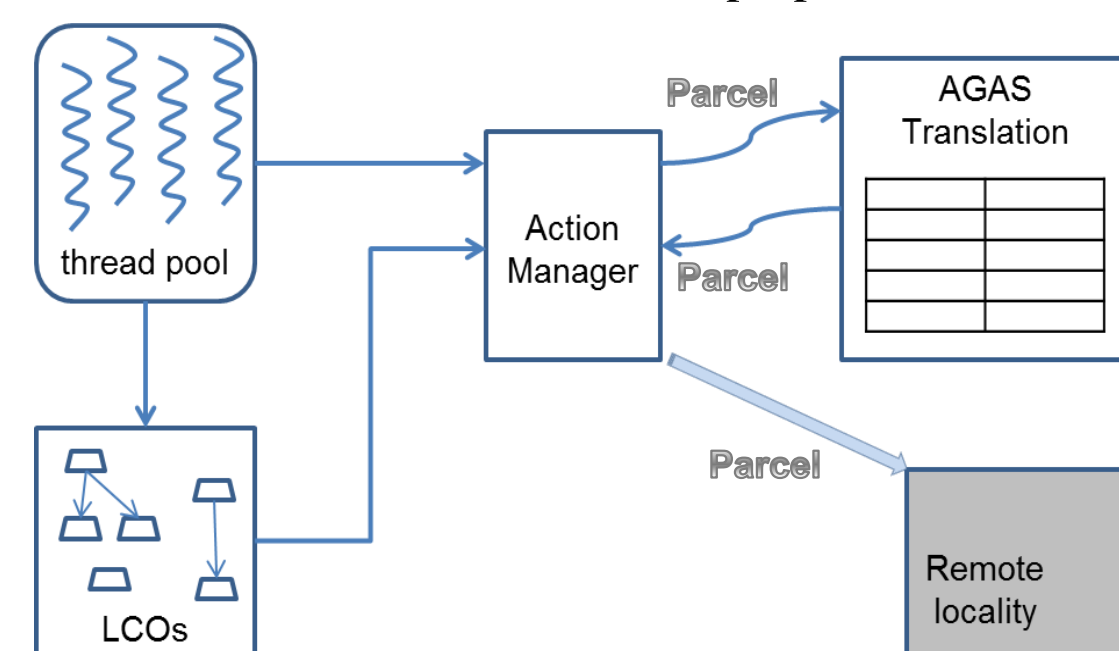 thread pool
Action
Manager
Parcel
Parcel
AGAS
Translation
Parcel
LCOs
Remote
locality